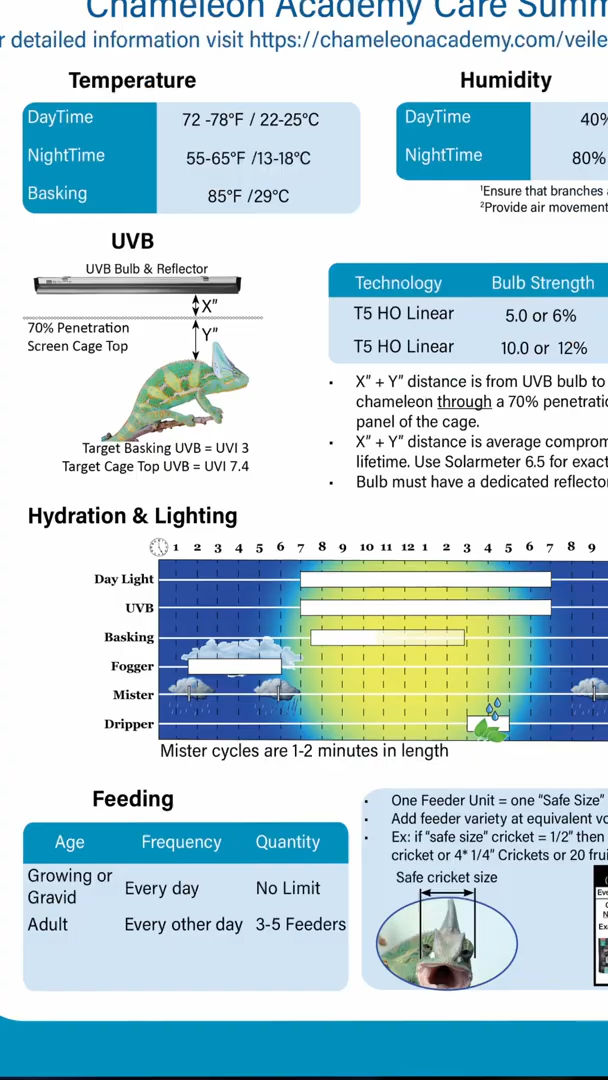 Chameleon Academy Care Summ
r detailed information visit https://chameleonacademy.com/veile
Temperature
DayTime 72 -78°F / 22-25°C
NightTime 55-65°F /13-18°C
Basking 85°F /29°C
Humidity
DayTime 40%
NightTime 80%
¹Ensure that branches a
²Provide air movement
UVB
UVB Bulb & Reflector
X"
70% Penetration
Screen Cage Top
Y"
Target Basking UVB = UVI 3
Target Cage Top UVB = UVI 7.4
Technology Bulb Strength
T5 HO Linear 5.0 or 6%
T5 HO Linear 10.0 or 12%
• X" + Y" distance is from UVB bulb to
chameleon through a 70% penetratio
panel of the cage.
• X" + Y" distance is average comprom
lifetime. Use Solarmeter 6.5 for exact
• Bulb must have a dedicated reflector
Hydration & Lighting
1 2 3 4 5 6 7 8 9 10 11 12 1 2 3 4 5 6 7 8 9
Day Light
UVB
Basking
Fogger
Mister
Dripper
Mister cycles are 1-2 minutes in length
Feeding
Age Frequency Quantity
Growing or
Gravid Every day No Limit
Adult Every other day 3-5 Feeders
• One Feeder Unit = one "Safe Size"
• Add feeder variety at equivalent vo
• Ex: if "safe size" cricket = 1/2" then
cricket or 4* 1/4" Crickets or 20 frui
Safe cricket size